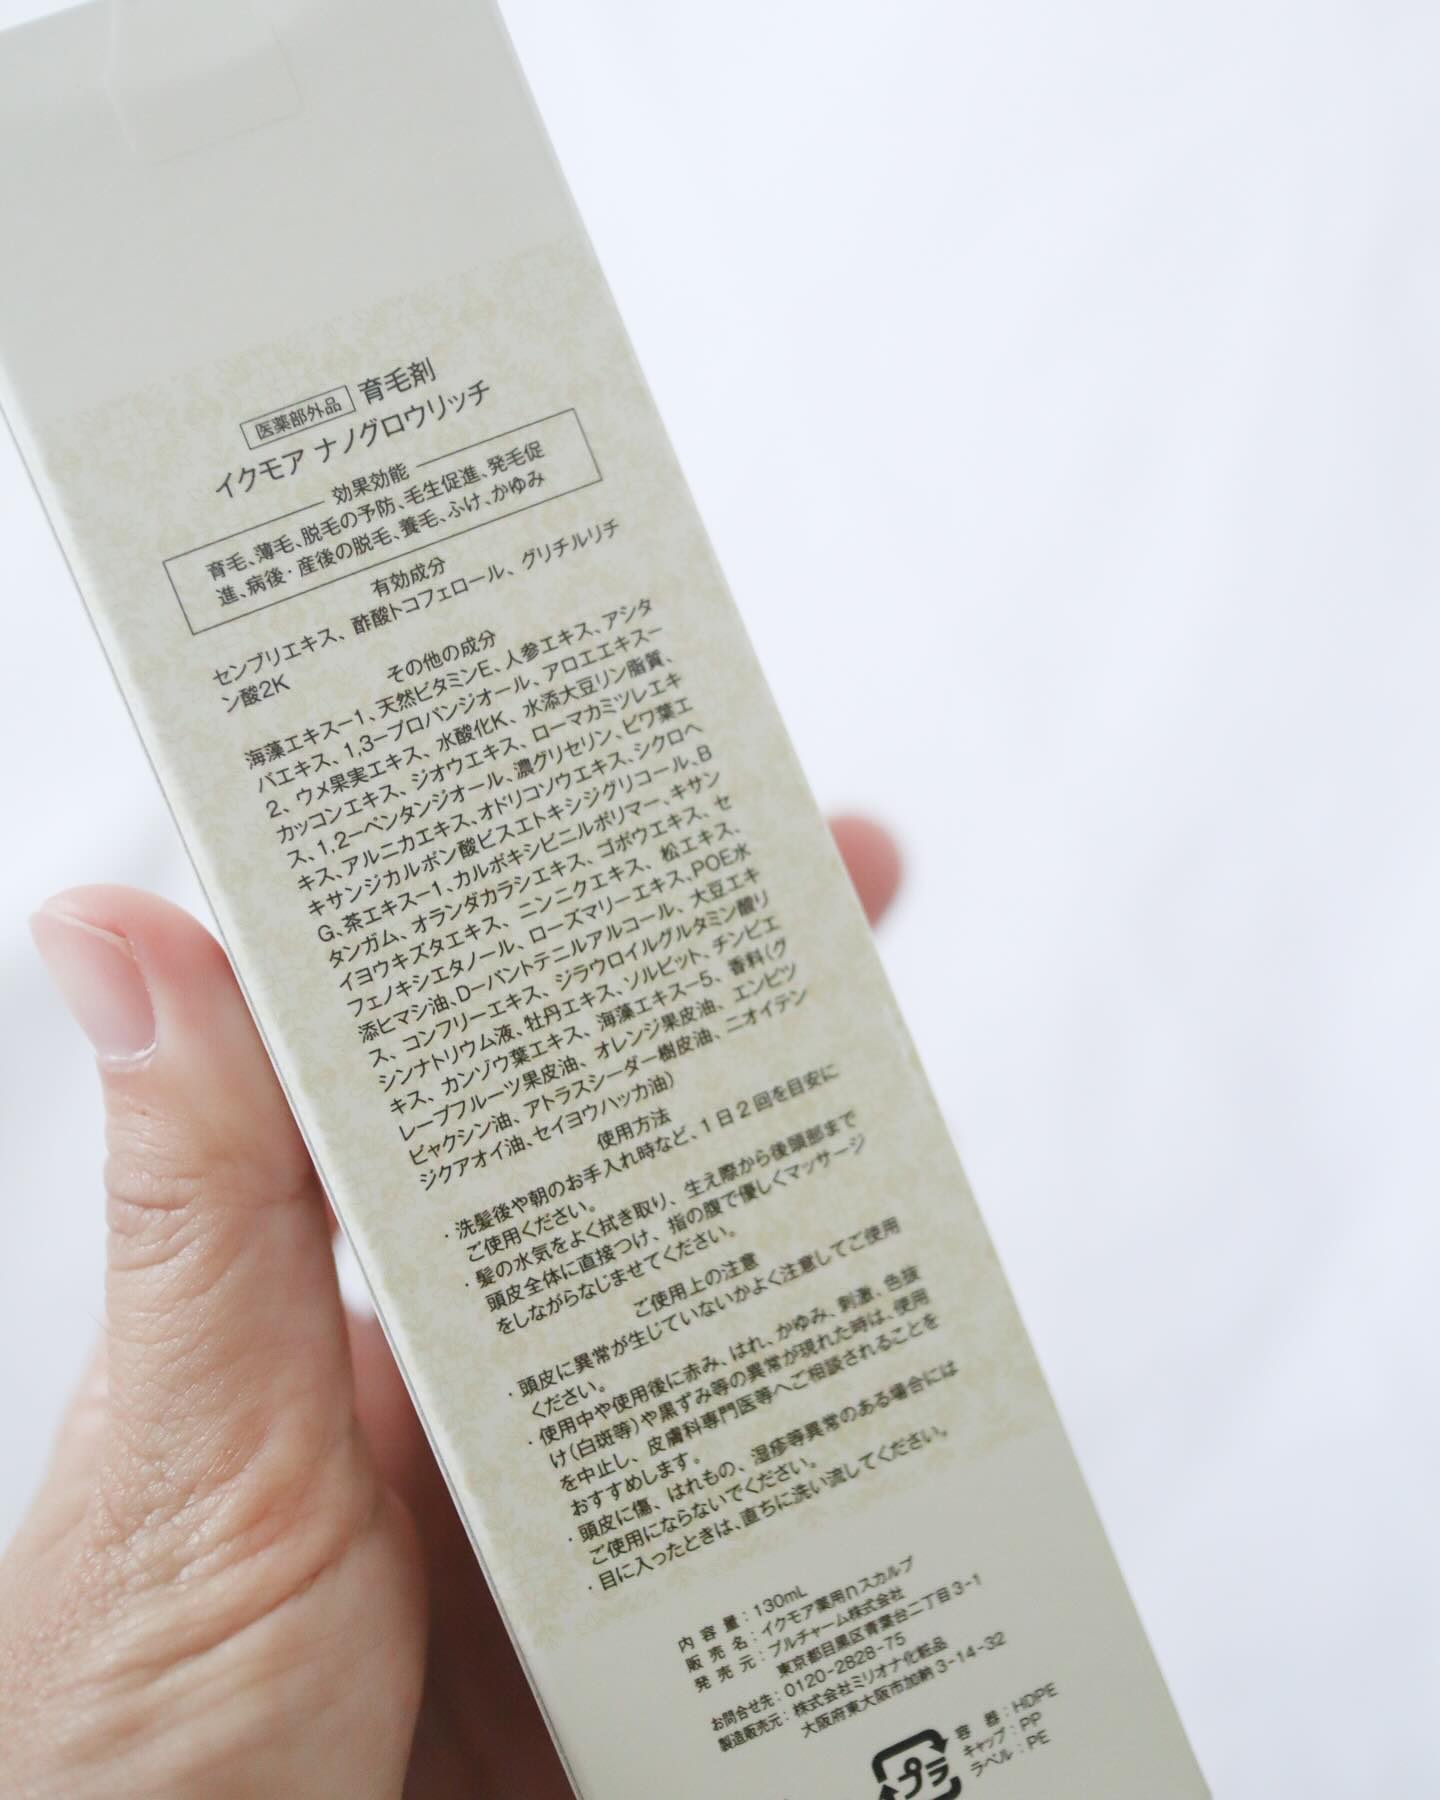 医薬部外品 育毛剤
イクモア ナノグロウリッチ
効果効能
育毛、薄毛、脱毛の予防、毛生促進、発毛促
進、病後・産後の脱毛、養毛、ふけ、かゆみ
有効成分
センブリエキス、酢酸トコフェロール、グリチルリチ
ン酸2K
その他の成分
海藻エキス－1、天然ビタミンE、人参エキス、アシタ
バエキス、1,3－プロパンジオール、アロエエキス－
2、ウメ果実エキス、水酸化K、水添大豆リン脂質、
カッコンエキス、ジオウエキス、ローマカミツレエキ
ス、1,2－ペンタンジオール、濃グリセリン、ビワ葉エ
キス、アルニカエキス、オドリコソウエキス、シクロヘ
キサンジカルボン酸ビスエトキシジグリコール、B
G、茶エキス－1、カルボキシビニルポリマー、キサン
タンガム、オランダカラシエキス、ゴボウエキス、セ
イヨウキズタエキス、ニンニクエキス、松エキス、
フェノキシエタノール、ローズマリーエキス、POE水
添ヒマシ油、D－パントテニルアルコール、大豆エキ
ス、コンフリーエキス、ジラウロイルグルタミン酸リ
シンナトリウム液、牡丹エキス、ソルビット、チンピエ
キス、カンゾウ葉エキス、海藻エキス－5、香料(グ
レープフルーツ果皮油、オレンジ果皮油、エンピツ
ビャクシン油、アトラスシーダー樹皮油、ニオイテン
ジクアオイ油、セイヨウハッカ油)
使用方法
・洗髪後や朝のお手入れ時など、1日2回を目安に
ご使用ください。
・髪の水気をよく拭き取り、生え際から後頭部まで
頭皮全体に直接つけ、指の腹で優しくマッサージ
をしながらなじませてください。
ご使用上の注意
・頭皮に異常が生じていないかよく注意してご使用
ください。
・使用中や使用後に赤み、はれ、かゆみ、刺激、色抜
け(白斑等)や黒ずみ等の異常が現れた時は、使用
を中止し、皮膚科専門医等へご相談されることを
おすすめします。
・頭皮に傷、はれもの、湿疹等異常のある場合には
ご使用にならないでください。
・目に入ったときは、直ちに洗い流してください。
内容量：130mL
販売名：イクモア薬用nスカルプ
発売元：プルチャーム株式会社
東京都目黒区青葉台二丁目3-1
お問合せ先：0120-2828-75
製造販売元：株式会社ミリオナ化粧品
大阪府東大阪市加納3-14-32
プラ
容器：HDPE
キャップ：PP
ラベル：PE